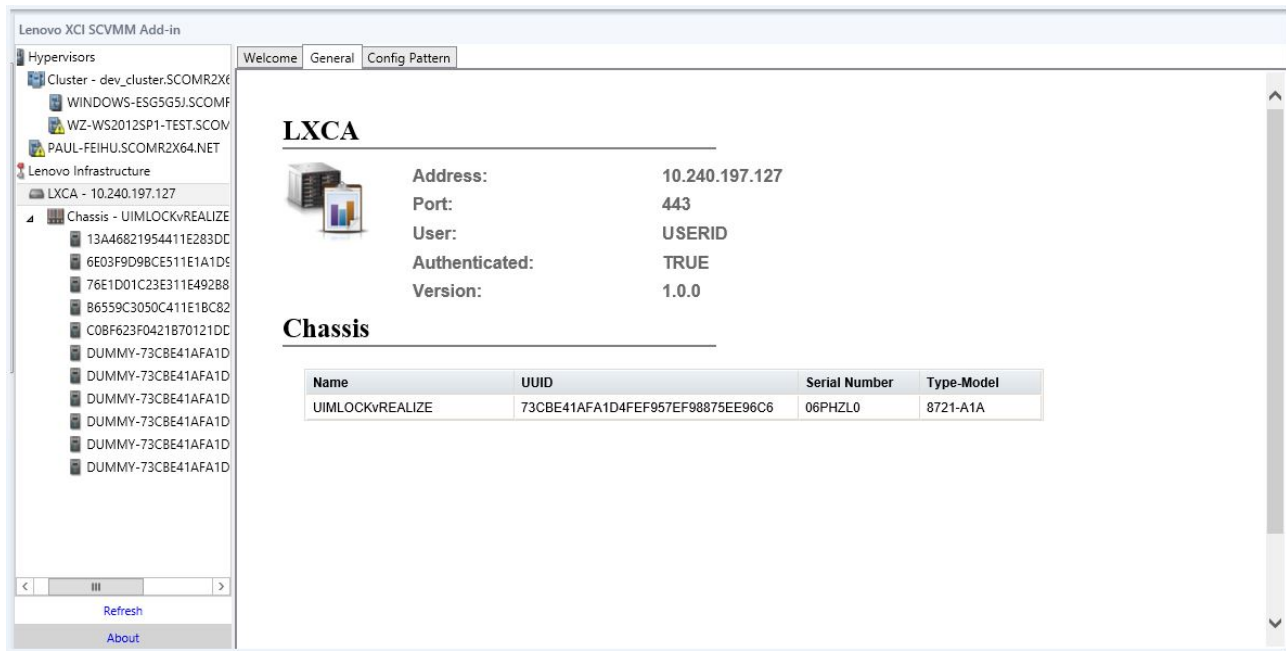 Lenovo XCI SCVMM Add-in
Hypervisors
Cluster - dev_cluster.SCOMR2X6
WINDOWS-ESG5G5J.SCOMF
WZ-WS2012SP1-TEST.SCOM
PAUL-FEIHU.SCOMR2X64.NET
Lenovo Infrastructure
LXCA - 10.240.197.127
Chassis - UIMLOCKvREALIZE
13A46821954411E283DD
6E03F9D9BCE511E1A1D9
76E1D01C23E311E492B8
B6559C3050C411E1BC82
C0BF623F0421B70121DD
DUMMY-73CBE41AFA1D
DUMMY-73CBE41AFA1D
DUMMY-73CBE41AFA1D
DUMMY-73CBE41AFA1D
DUMMY-73CBE41AFA1D
DUMMY-73CBE41AFA1D
Refresh
About
Welcome General Config Pattern
LXCA
Address: 10.240.197.127
Port: 443
User: USERID
Authenticated: TRUE
Version: 1.0.0
Chassis
Name UUID Serial Number Type-Model
UIMLOCKvREALIZE 73CBE41AFA1D4FEF957EF98875EE96C6 06PHZL0 8721-A1A